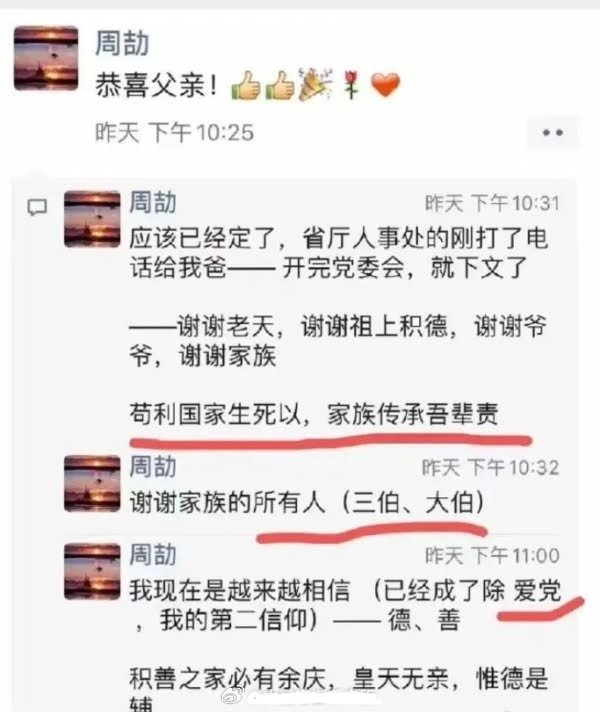 周劼
恭喜父亲！👍👍🎉🌹❤️
昨天 下午10:25
周劼
昨天 下午10:31
应该已经定了，省厅人事处的刚打了电
话给我爸——开完党委会，就下文了
——谢谢老天，谢谢祖上积德，谢谢爷
爷，谢谢家族
苟利国家生死以，家族传承吾辈责
周劼
昨天 下午10:32
谢谢家族的所有人（三伯、大伯）
周劼
昨天 下午11:00
我现在是越来越相信 （已经成了除 爱党
，我的第二信仰）—— 德、善
积善之家必有余庆，皇天无亲，惟德是
辅